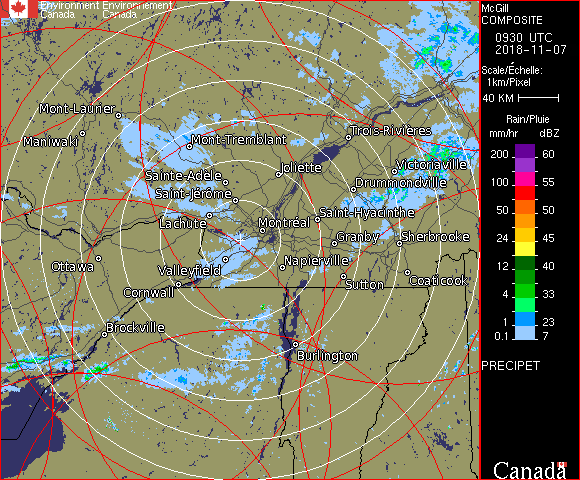 Environment Environnement
Canada Canada
McGill
COMPOSITE
0930 UTC
2018-11-07
Scale/Échelle:
1km/Pixel
40 KM
Rain/Pluie
mm/hr dBZ
200 60
100 55
50 50
24 45
12 40
4 33
1 23
0.1 7
PRECIPET
Canada
Mont-Laurier
Maniwaki
Mont-Tremblant
Trois-Rivières
Joliette
Victoriaville
Sainte-Adèle
Drummondville
Saint-Jérôme
Saint-Hyacinthe
Lachute
Montréal
Granby
Sherbrooke
Ottawa
Valleyfield
Napierville
Cornwall
Sutton
Coaticook
Brockville
Burlington